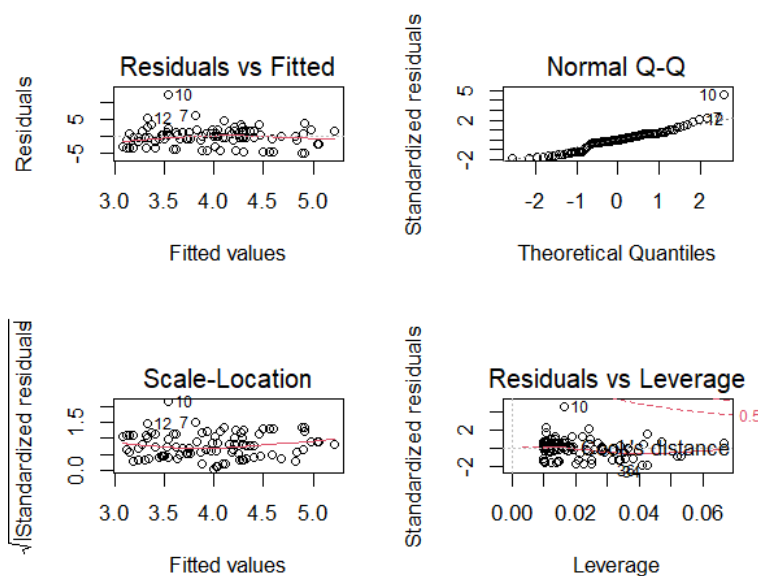 Residuals vs Fitted
Residuals
5
-5
10
12
7
3.0 3.5 4.0 4.5 5.0
Fitted values
Normal Q-Q
Standardized residuals
5
2
-2
10
12
-2 -1 0 1 2
Theoretical Quantiles
Scale-Location
√|Standardized residuals|
1.5
0.0
10
12
7
3.0 3.5 4.0 4.5 5.0
Fitted values
Residuals vs Leverage
Standardized residuals
2
-2
10
0.5
Cook's distance
0.00 0.02 0.04 0.06
Leverage